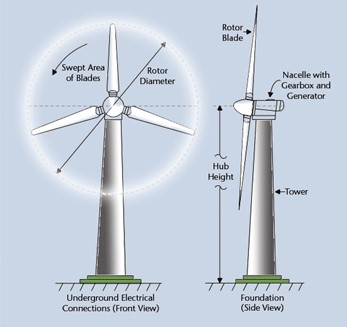 Swept Area
of Blades
Rotor
Diameter
Rotor
Blade
Nacelle with
Gearbox and
Generator
Hub
Height
Tower
Underground Electrical
Connections (Front View)
Foundation
(Side View)